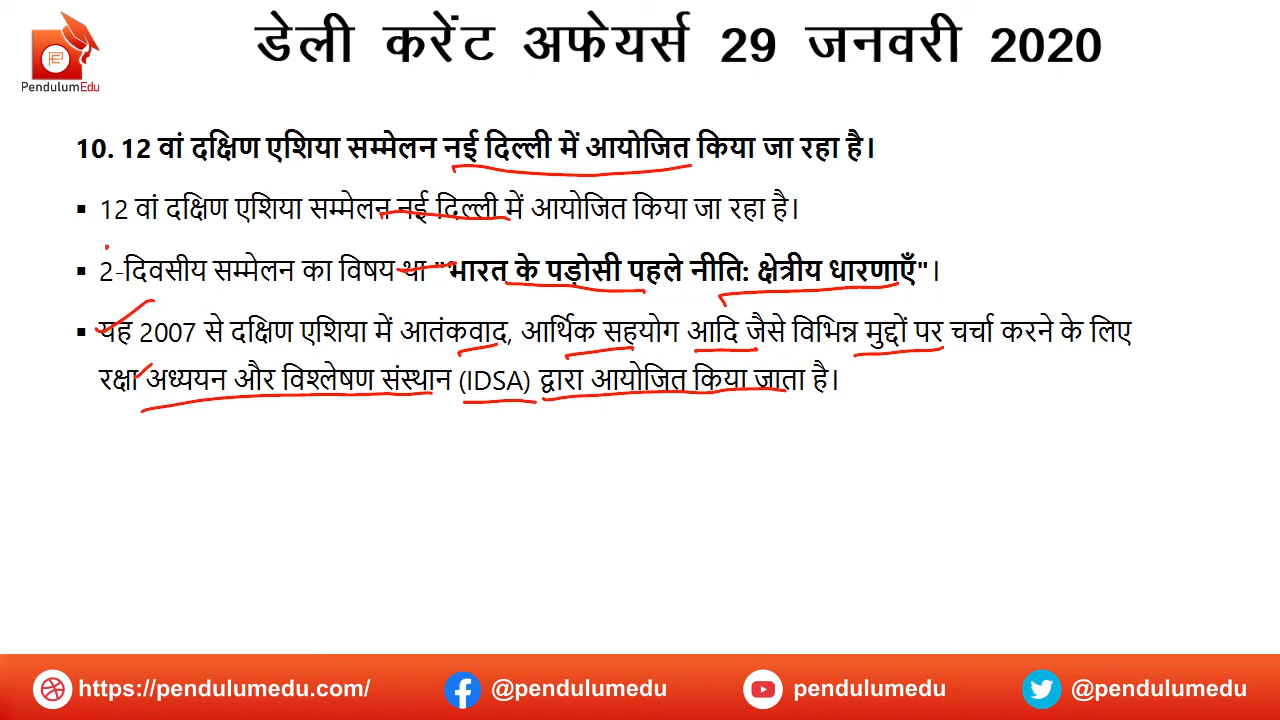 डेली करेंट अफेयर्स 29 जनवरी 2020
PendulumEdu
10. 12 वां दक्षिण एशिया सम्मेलन नई दिल्ली में आयोजित किया जा रहा है।
▪ 12 वां दक्षिण एशिया सम्मेलन नई दिल्ली में आयोजित किया जा रहा है।
▪ 2-दिवसीय सम्मेलन का विषय था "भारत के पड़ोसी पहले नीति: क्षेत्रीय धारणाएँ"।
▪ यह 2007 से दक्षिण एशिया में आतंकवाद, आर्थिक सहयोग आदि जैसे विभिन्न मुद्दों पर चर्चा करने के लिए
रक्षा अध्ययन और विश्लेषण संस्थान (IDSA) द्वारा आयोजित किया जाता है।
https://pendulumedu.com/ @pendulumedu pendulumedu @pendulumedu